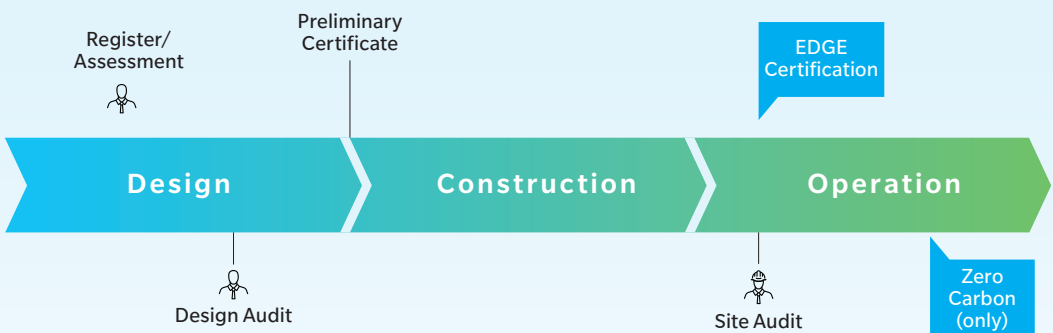 Register/
Assessment
Preliminary
Certificate
EDGE
Certification
Design
Construction
Operation
Design Audit
Site Audit
Zero
Carbon
(only)